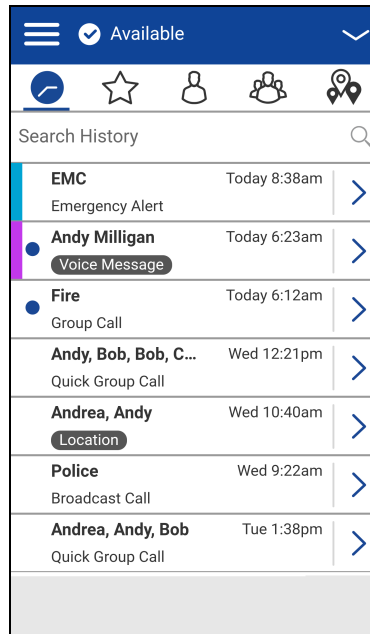 Available
Search History
EMC Today 8:38am
Emergency Alert
Andy Milligan Today 6:23am
Voice Message
Fire Today 6:12am
Group Call
Andy, Bob, Bob, C... Wed 12:21pm
Quick Group Call
Andrea, Andy Wed 10:40am
Location
Police Wed 9:22am
Broadcast Call
Andrea, Andy, Bob Tue 1:38pm
Quick Group Call